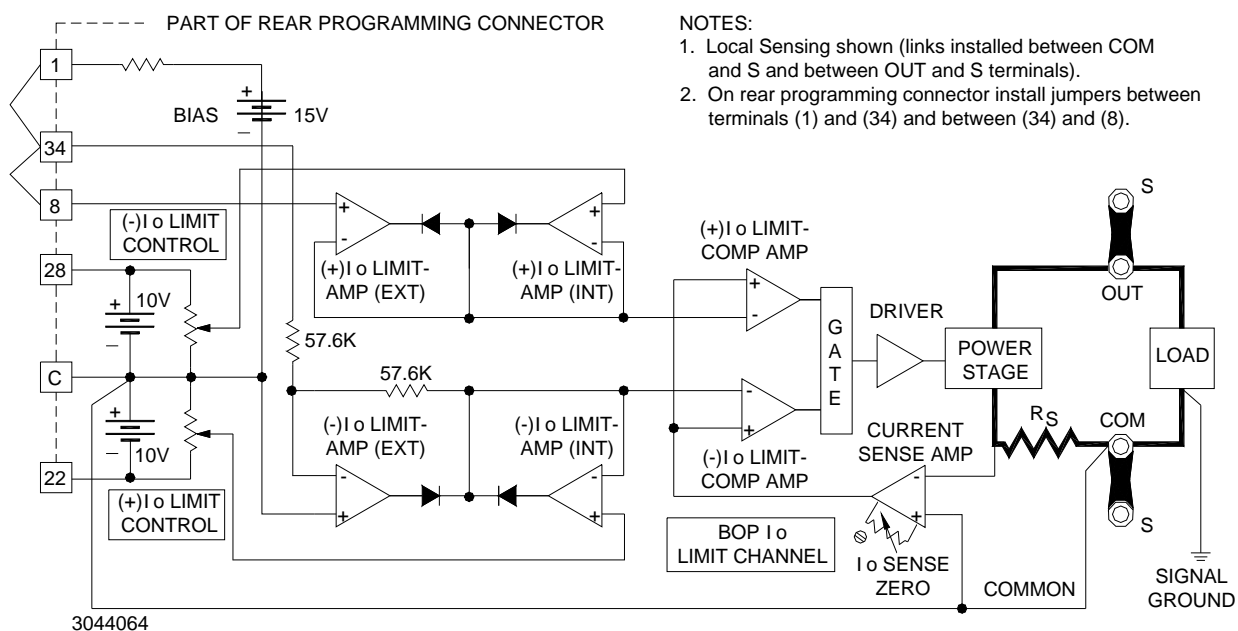 PART OF REAR PROGRAMMING CONNECTOR
NOTES:
1. Local Sensing shown (links installed between COM
and S and between OUT and S terminals).
2. On rear programming connector install jumpers between
terminals (1) and (34) and between (34) and (8).
1
+
BIAS
15V
–
34
8
(-)I o LIMIT
CONTROL
28
+
10V
–
C
+
10V
–
22
(+)I o LIMIT
CONTROL
+
-
(+)I o LIMIT-
AMP (EXT)
+
-
(+)I o LIMIT-
AMP (INT)
57.6K
57.6K
(-)I o LIMIT-
AMP (EXT)
-
+
(-)I o LIMIT-
AMP (INT)
-
+
(+)I o LIMIT-
COMP AMP
+
-
-
+
(-)I o LIMIT-
COMP AMP
GATE
DRIVER
POWER
STAGE
S
OUT
LOAD
RS
COM
S
CURRENT
SENSE AMP
-
+
BOP I o
LIMIT CHANNEL
I o SENSE
ZERO
COMMON
SIGNAL
GROUND
3044064